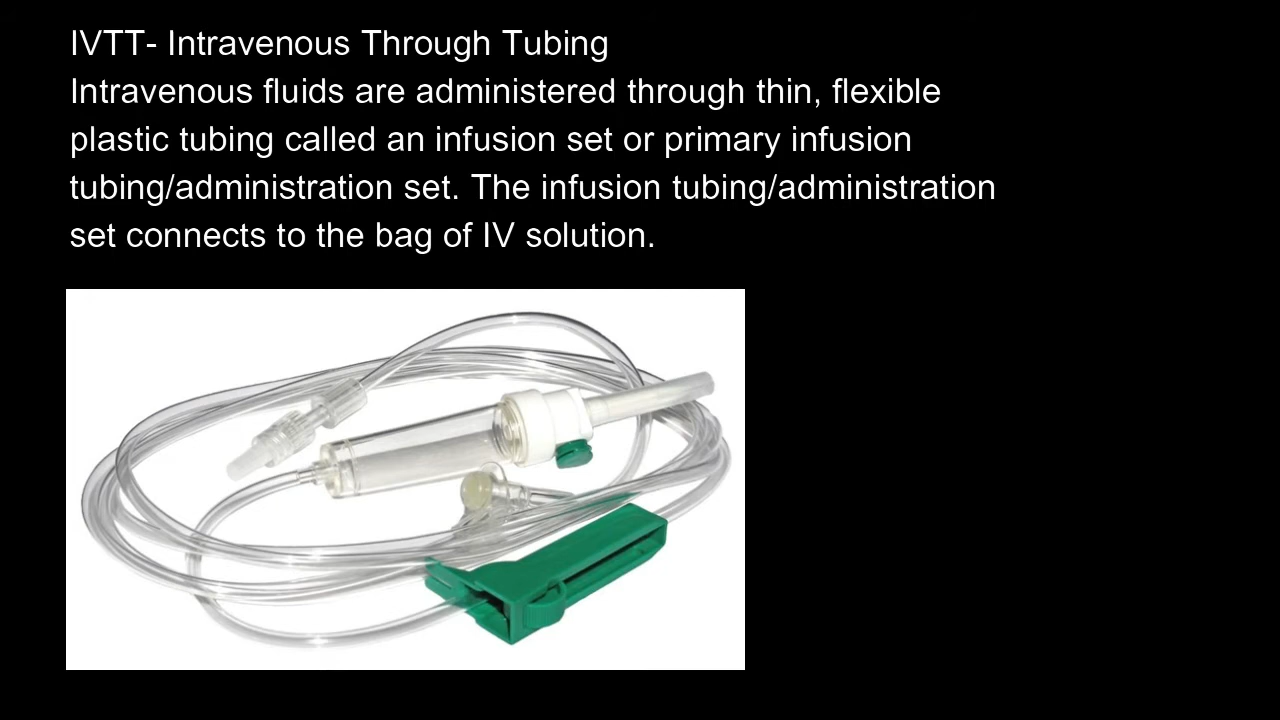 IVTT- Intravenous Through Tubing
Intravenous fluids are administered through thin, flexible
plastic tubing called an infusion set or primary infusion
tubing/administration set. The infusion tubing/administration
set connects to the bag of IV solution.